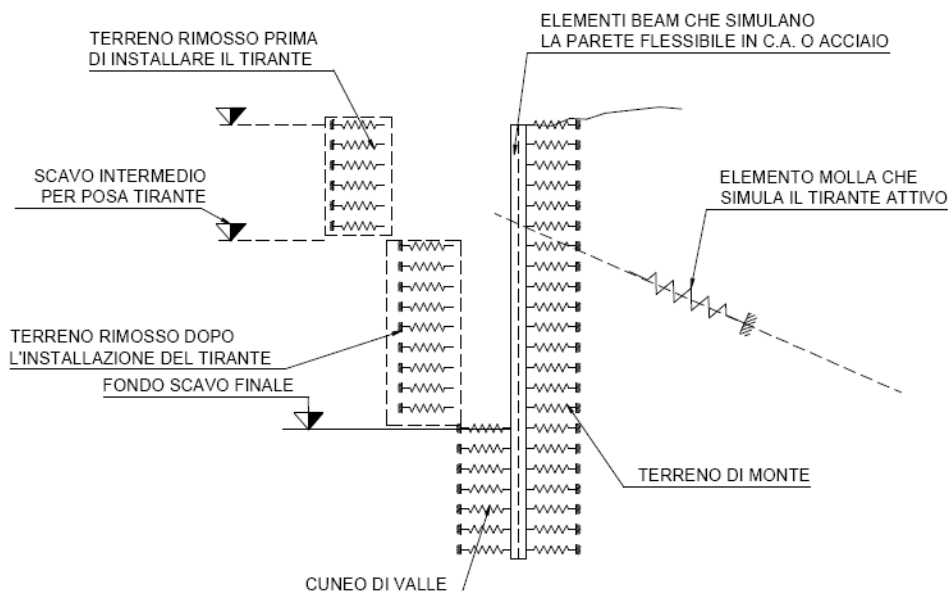 TERRENO RIMOSSO PRIMA
DI INSTALLARE IL TIRANTE
ELEMENTI BEAM CHE SIMULANO
LA PARETE FLESSIBILE IN C.A. O ACCIAIO
SCAVO INTERMEDIO
PER POSA TIRANTE
ELEMENTO MOLLA CHE
SIMULA IL TIRANTE ATTIVO
TERRENO RIMOSSO DOPO
L'INSTALLAZIONE DEL TIRANTE
FONDO SCAVO FINALE
TERRENO DI MONTE
CUNEO DI VALLE